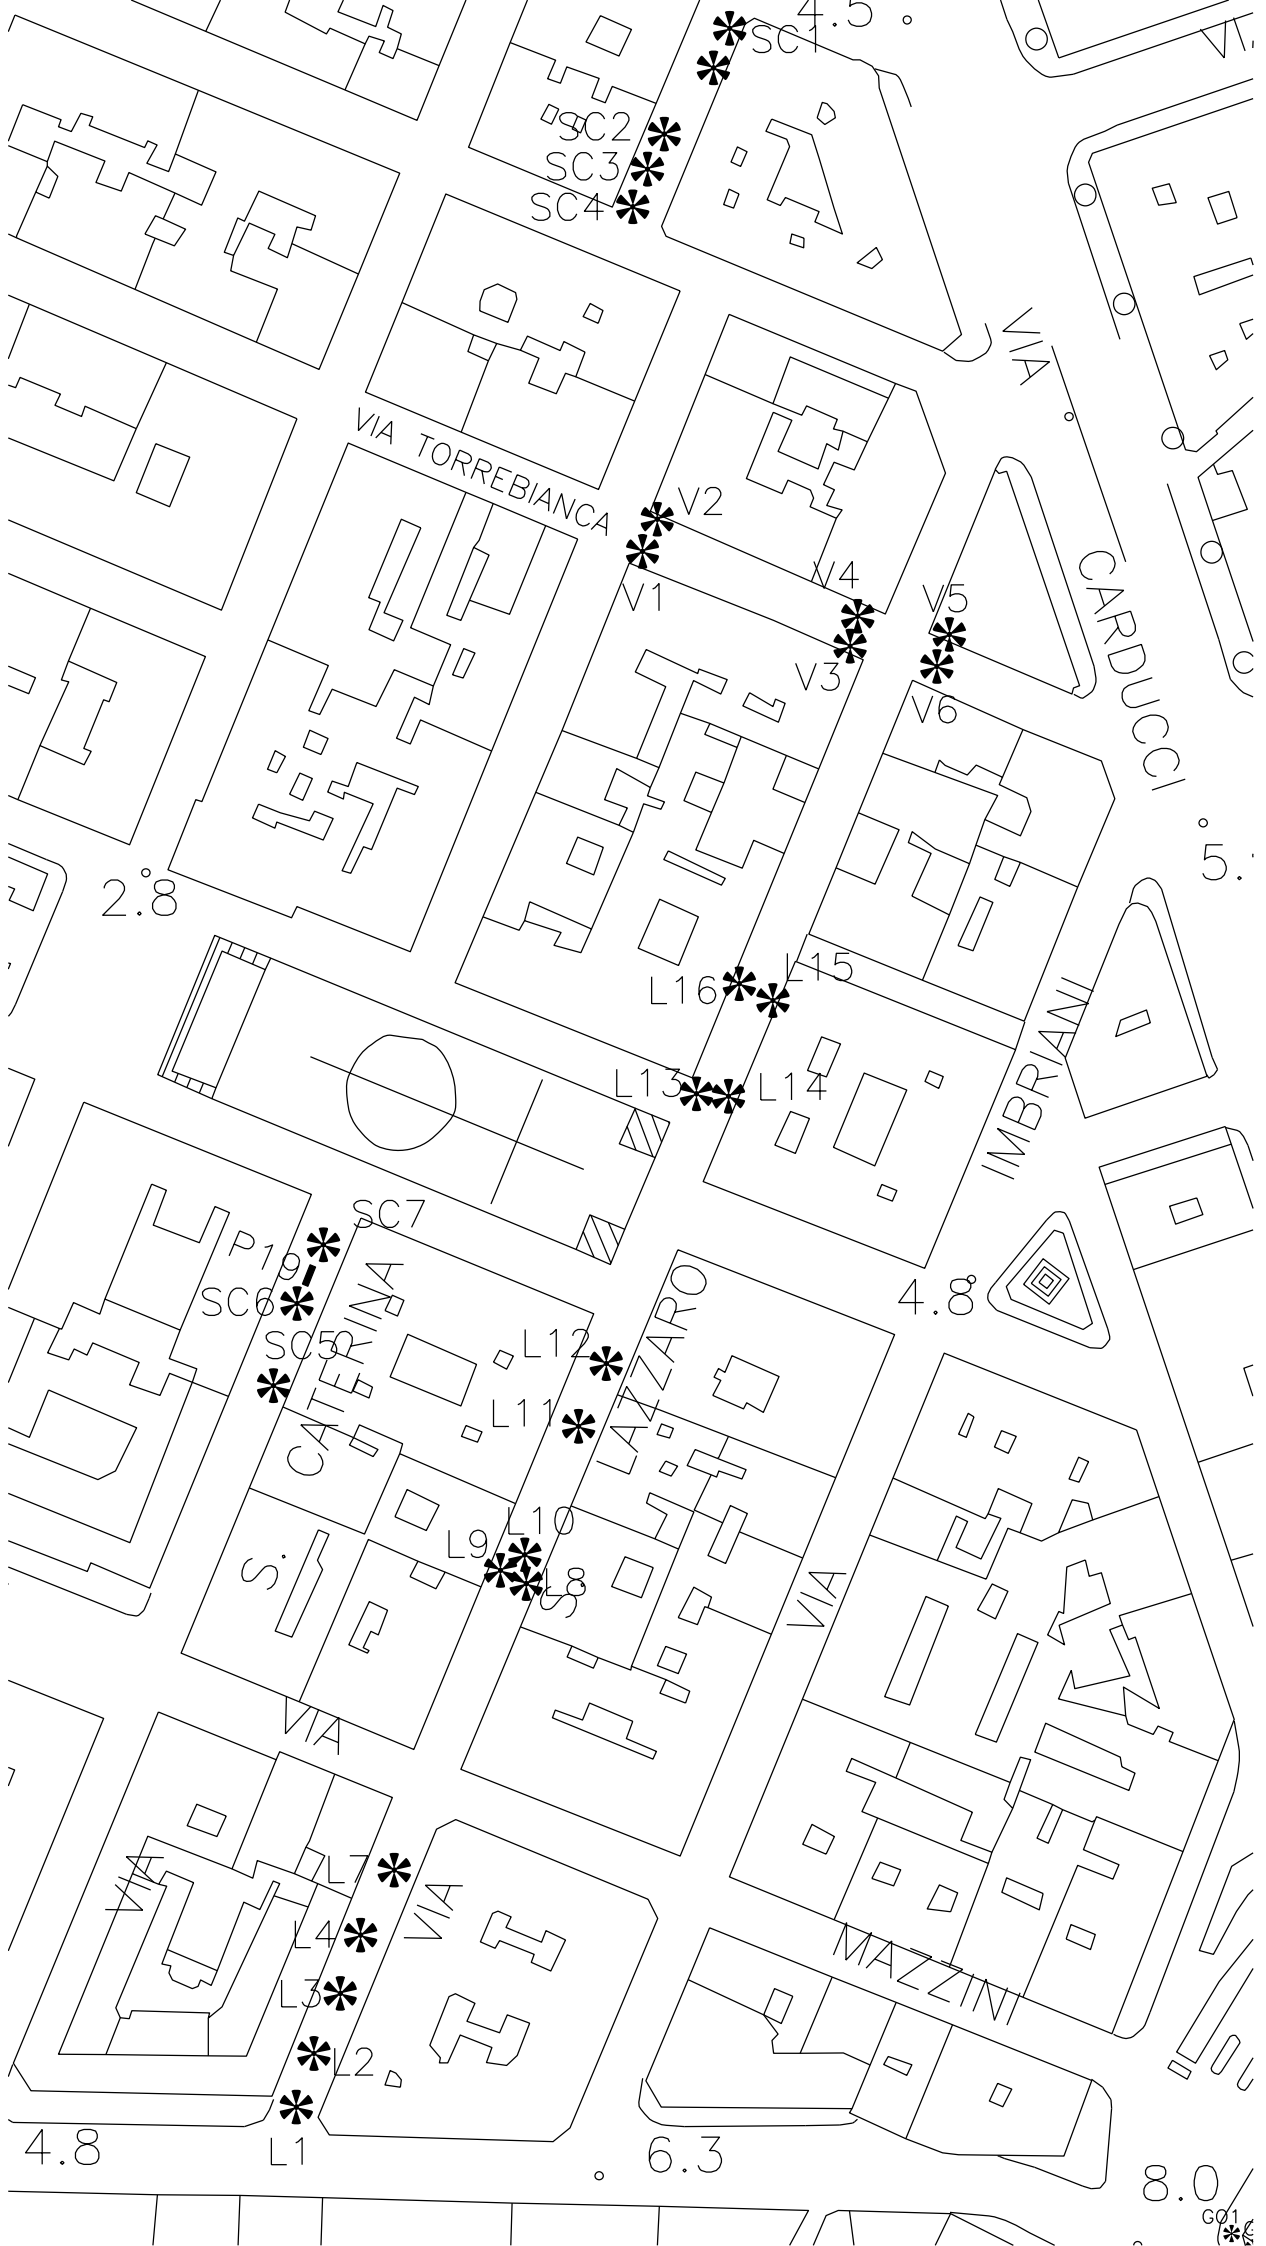 4.5
SC1
SC2
SC3
SC4
VIA
VIA TORREBIANCA
V2
V1
V4
V3
V5
V6
CARDUCCI
2.8
L15
L16
L13
L14
IMBRIANI
SC7
P19
SC6
SC5
4.8
S. CATERINA
L12
L11
S. LAZZARO
L10
L9
L8
VIA
VIA
VIA
L7
VIA
L4
L3
MAZZINI
L2
L1
4.8
6.3
8.0
GO1